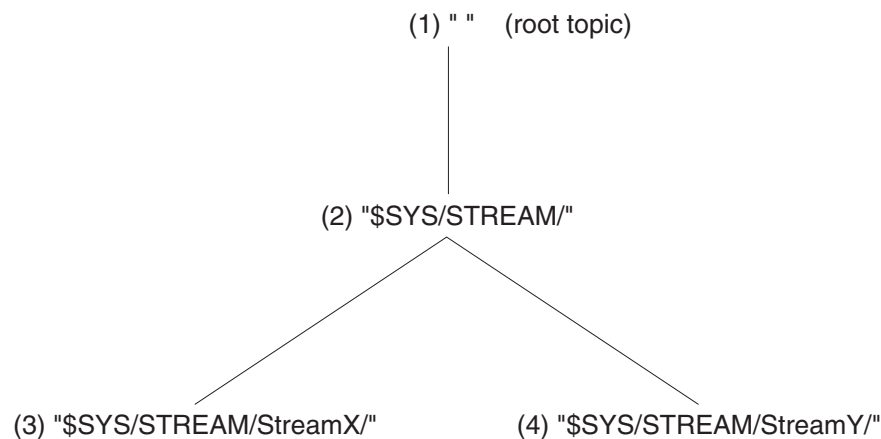 (1) " " (root topic)
(2) "$SYS/STREAM/"
(3) "$SYS/STREAM/StreamX/"
(4) "$SYS/STREAM/StreamY/"